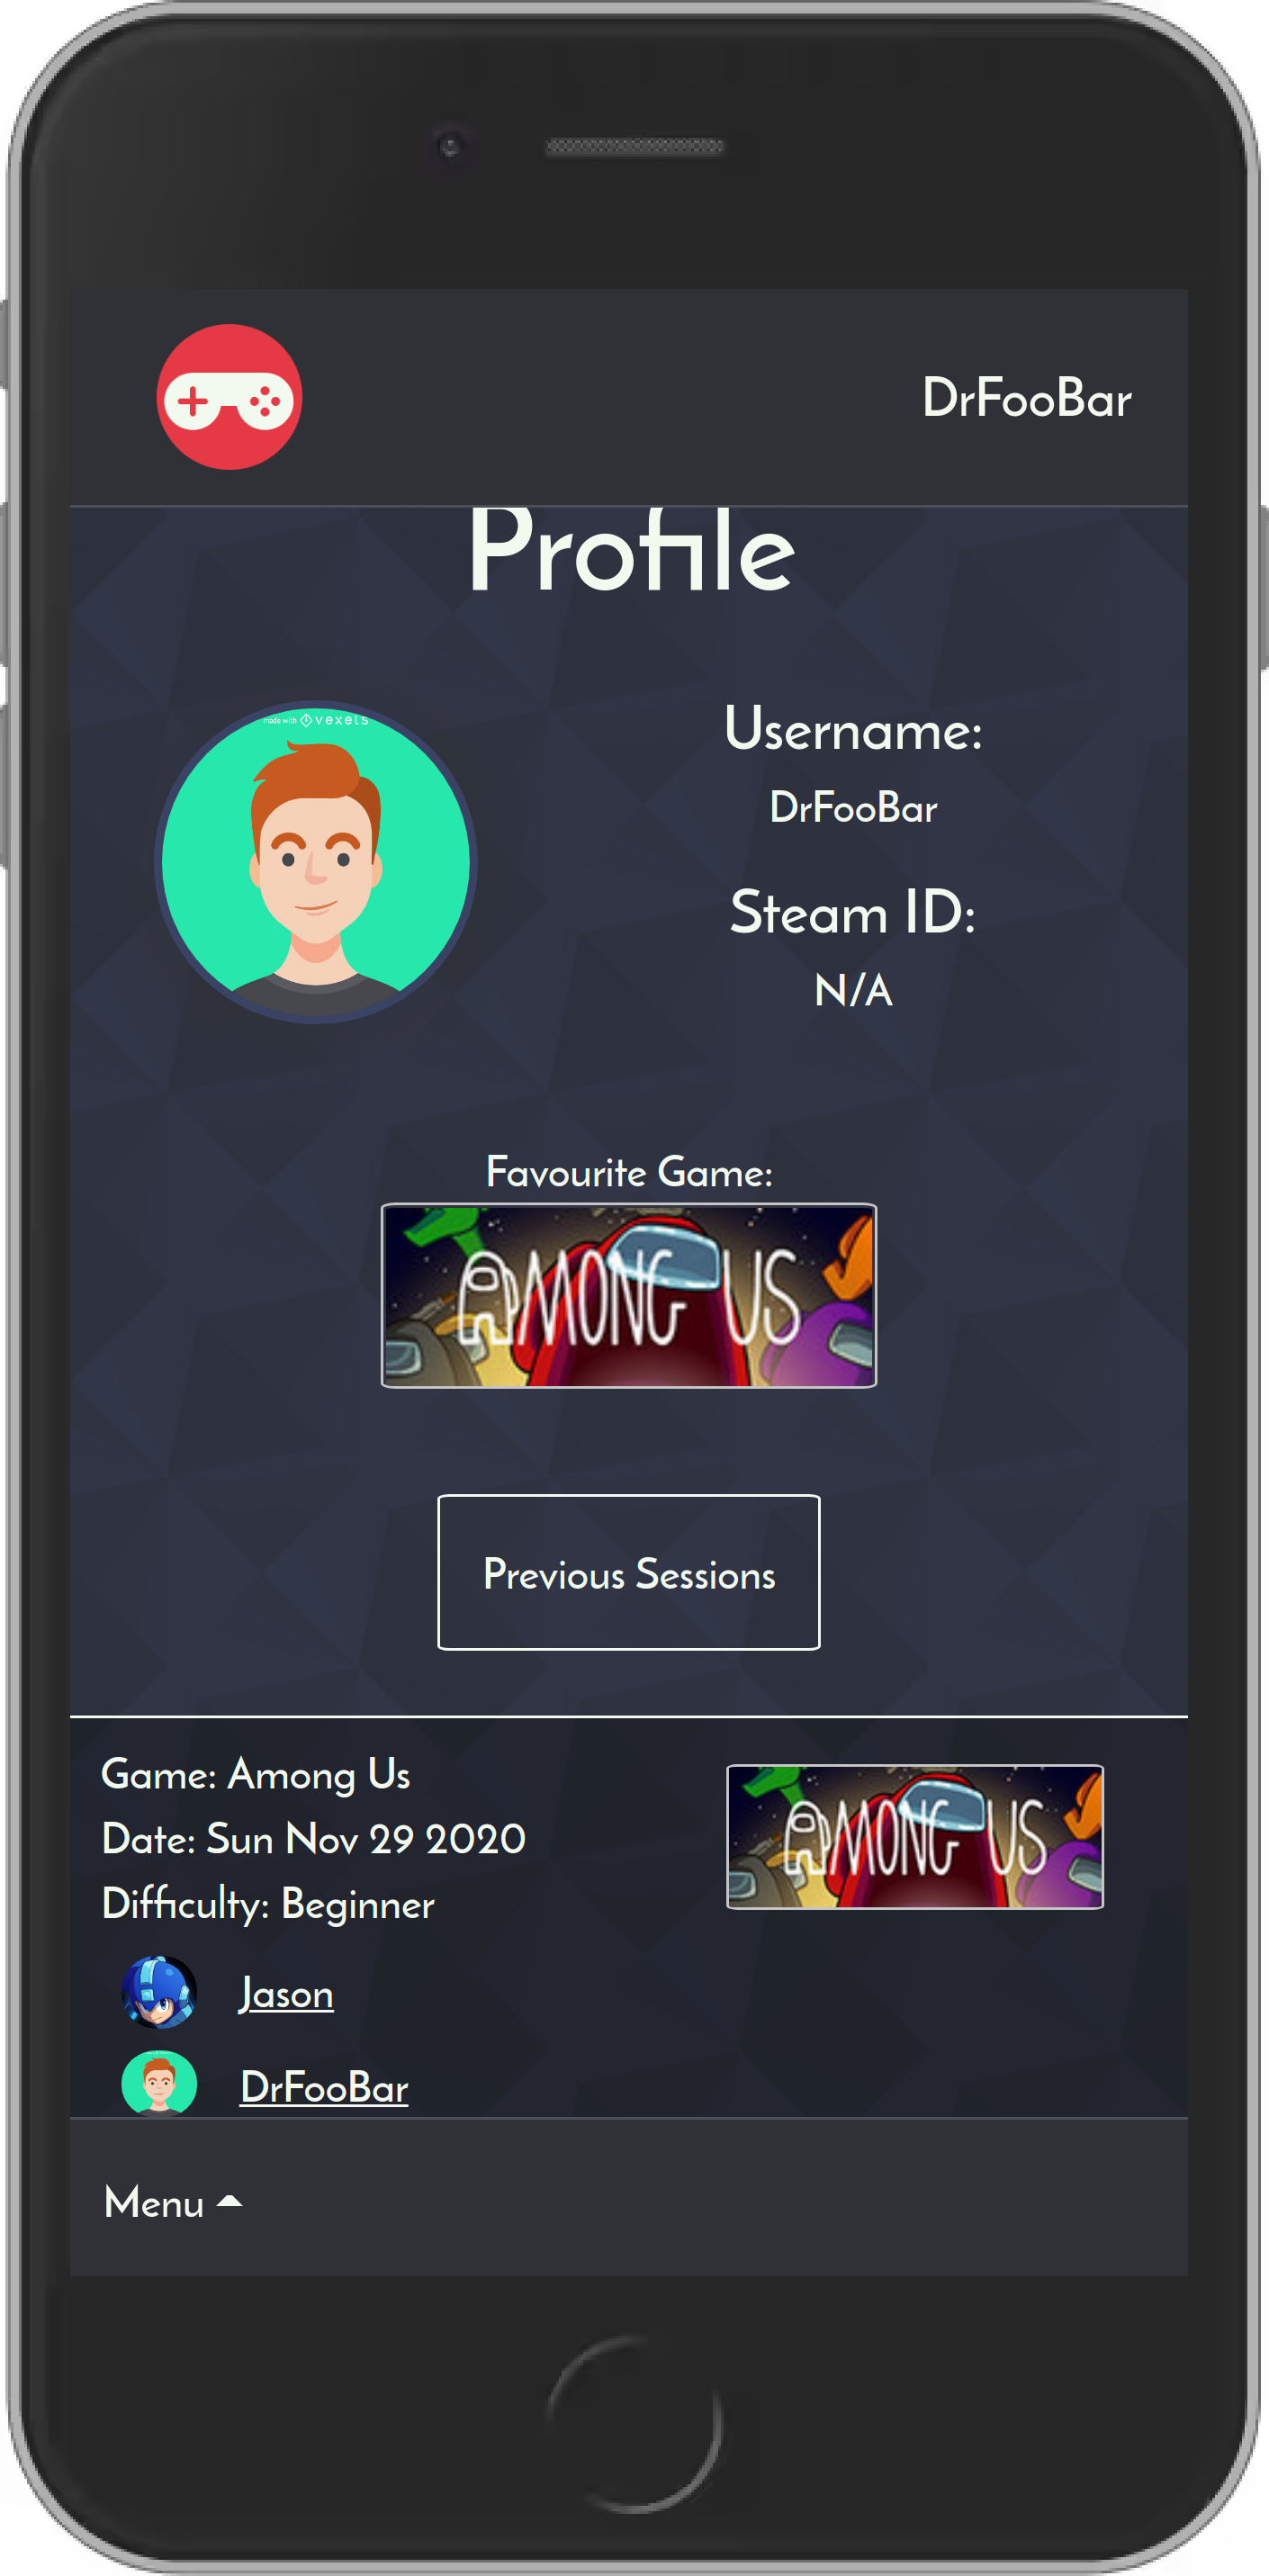 DrFooBar
Profile
made with vexels
Username:
DrFooBar
Steam ID:
N/A
Favourite Game:
AMONG US
Previous Sessions
Game: Among Us
Date: Sun Nov 29 2020
Difficulty: Beginner
AMONG US
Jason
DrFooBar
Menu